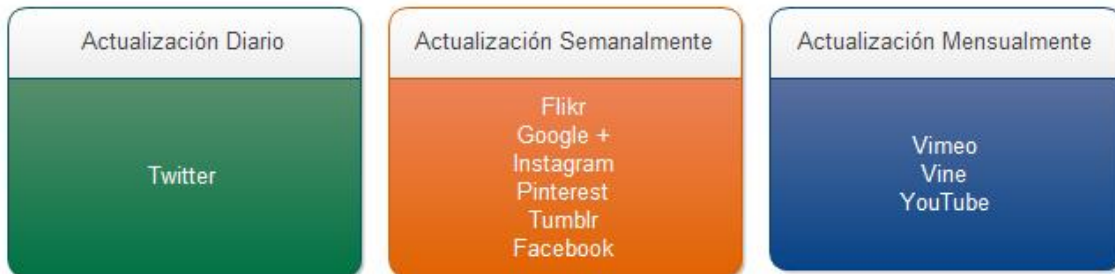 Actualización Diario
Twitter
Actualización Semanalmente
Flikr
Google +
Instagram
Pinterest
Tumblr
Facebook
Actualización Mensualmente
Vimeo
Vine
YouTube